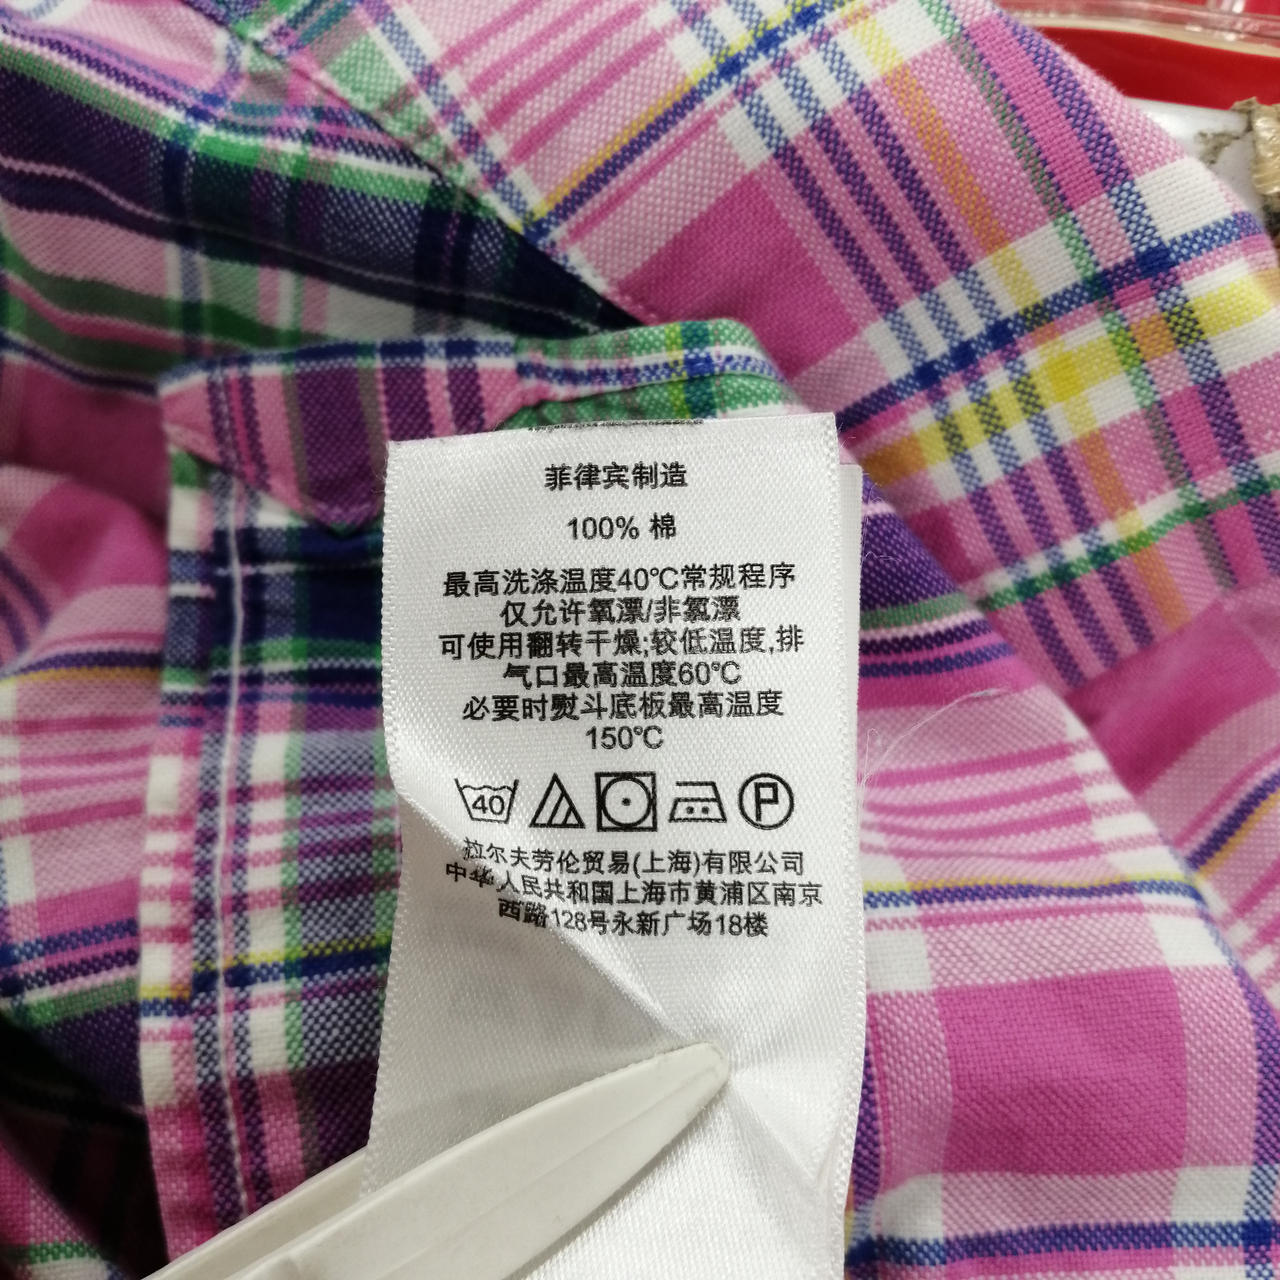 菲律宾制造
100% 棉
最高洗涤温度40℃常规程序
仅允许氧漂/非氯漂
可使用翻转干燥;较低温度,排
气口最高温度60℃
必要时熨斗底板最高温度
150℃
40
P
拉尔夫劳伦贸易(上海)有限公司
中华人民共和国上海市黄浦区南京
西路128号永新广场18楼